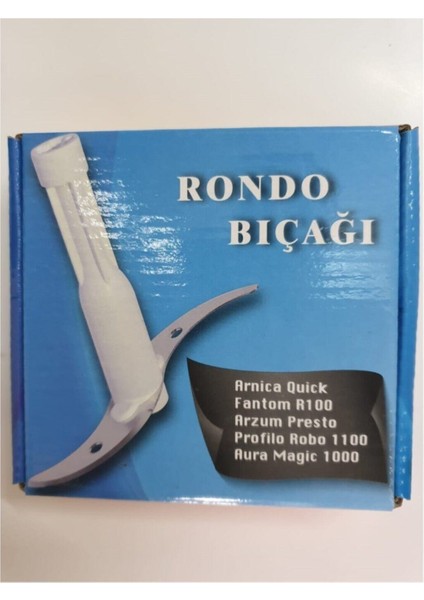 RONDO
BIÇAĞI
Arnica Quick
Fantom R100
Arzum Presto
Profilo Robo 1100
Aura Magic 1000